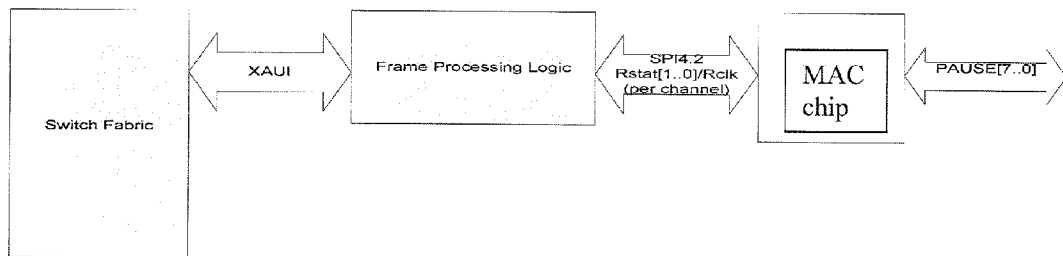 Switch Fabric
XAUI
Frame Processing Logic
SPI4.2
Rstat[1..0]/Rclk
(per channel)
MAC
chip
PAUSE[7..0]